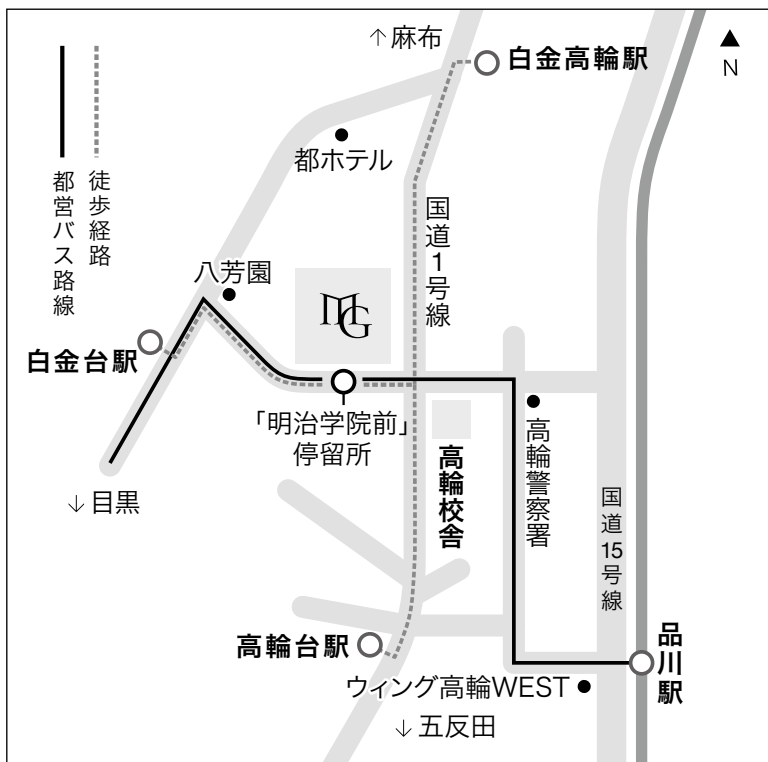 ↑麻布
白金高輪駅
N
都ホテル
徒歩経路
都営バス路線
国道1号線
八芳園
MG
白金台駅
「明治学院前」
停留所
高輪校舎
高輪警察署
国道15号線
↓目黒
高輪台駅
品川駅
ウィング高輪WEST
↓五反田